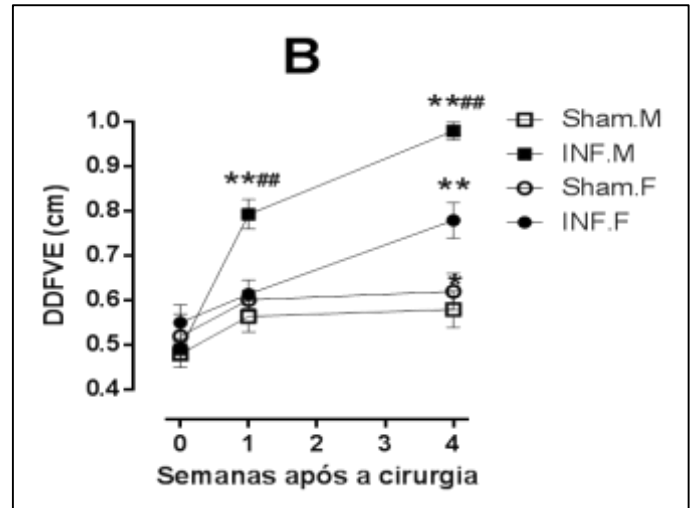 B
**## 
1.0
0.9
0.8
0.7
0.6
0.5
0.4
DDFVE (cm)
**##
**
*
0 1 2 3 4
Semanas após a cirurgia
Sham.M
INF.M
Sham.F
INF.F